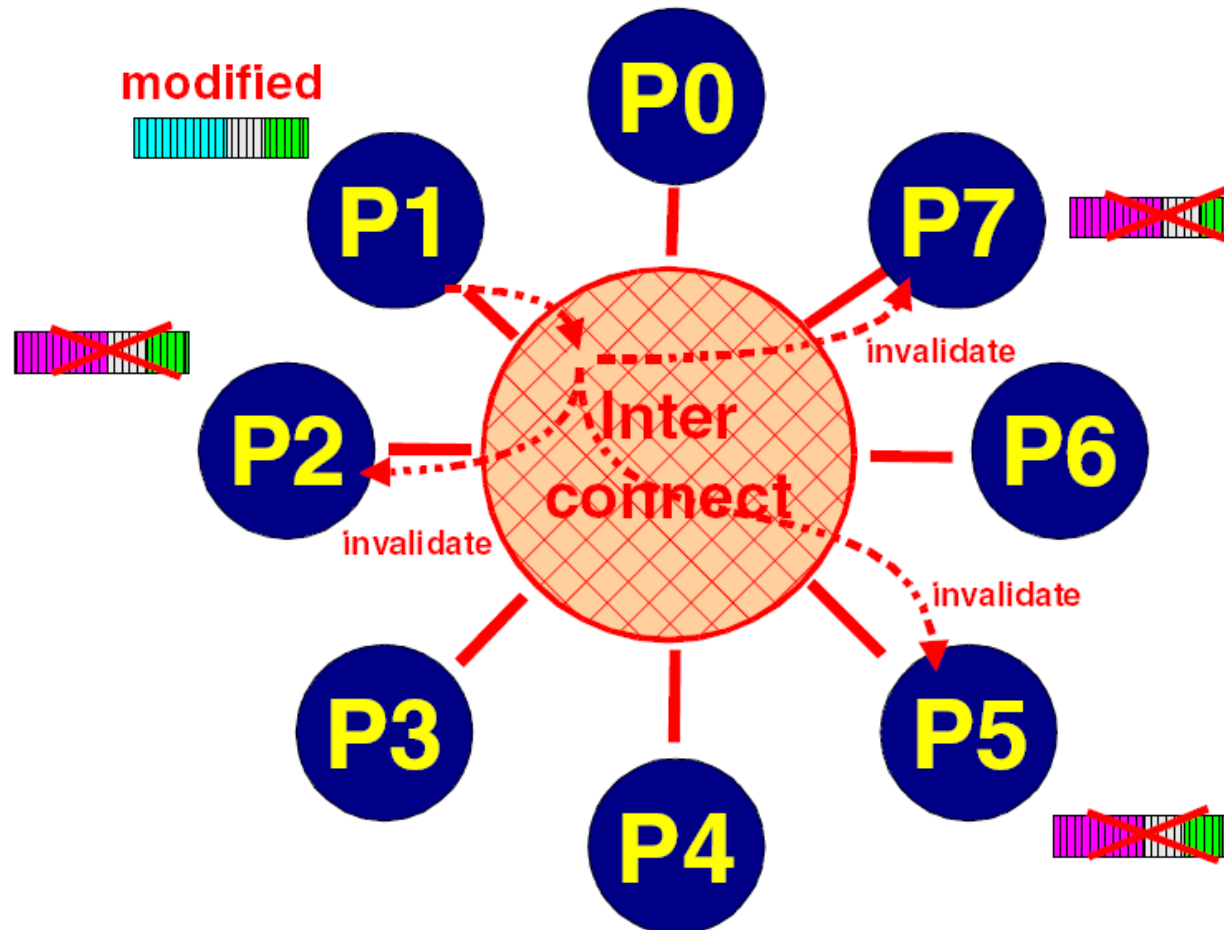 P0
modified
P1
P7
invalidate
Inter
connect
P2
P6
invalidate
invalidate
P3
P5
P4